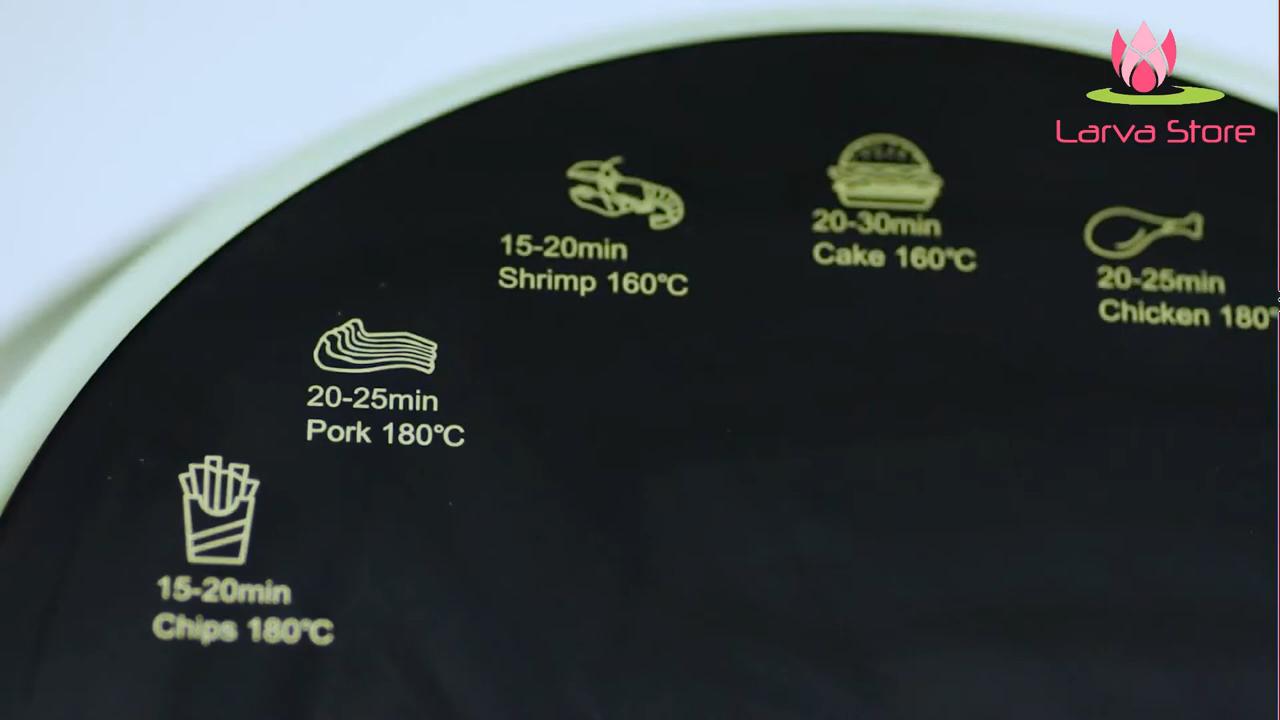 Larva Store
15-20min
Shrimp 160℃
20-30min
Cake 160℃
20-25min
Chicken 180°
20-25min
Pork 180℃
15-20min
Chips 180℃